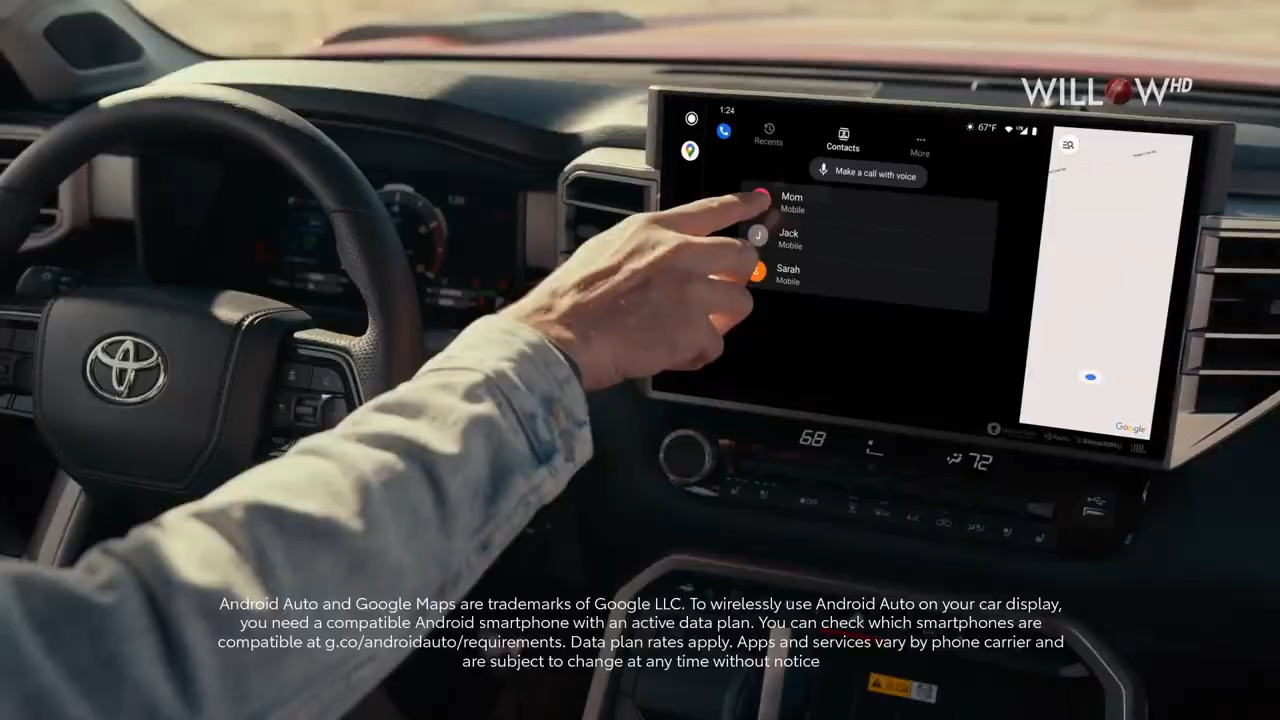 WILLOW HD
1:24
67°F
Recents
Contacts
More
Make a call with voice
Mom
Mobile
J
Jack
Mobile
S
Sarah
Mobile
Google
68
72
A/C
Android Auto and Google Maps are trademarks of Google LLC. To wirelessly use Android Auto on your car display,
you need a compatible Android smartphone with an active data plan. You can check which smartphones are
compatible at g.co/androidauto/requirements. Data plan rates apply. Apps and services vary by phone carrier and
are subject to change at any time without notice